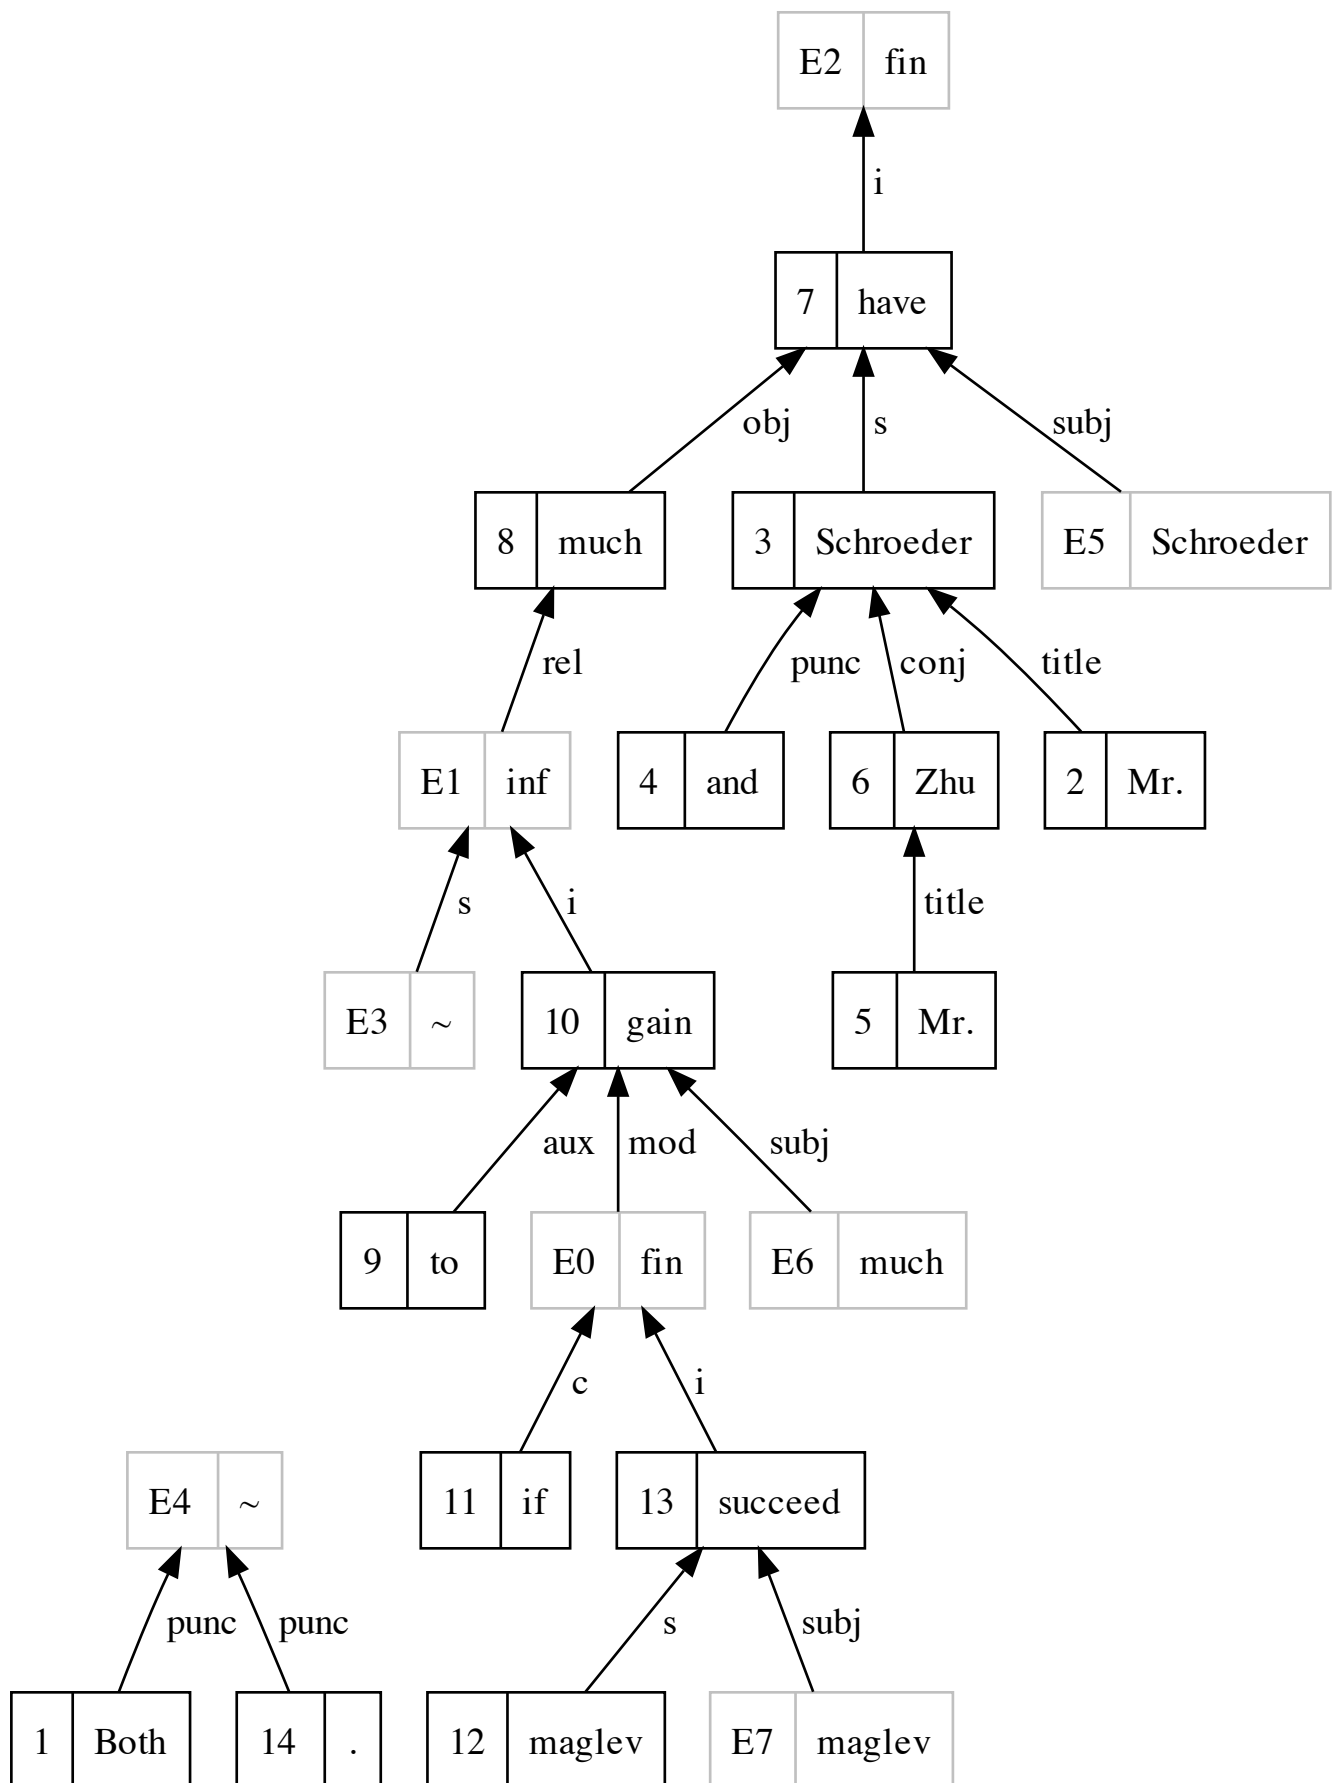 E2 fin
i
7 have
obj s subj
8 much 3 Schroeder E5 Schroeder
rel punc conj title
E1 inf 4 and 6 Zhu 2 Mr.
s i title
E3 ~ 10 gain 5 Mr.
aux mod subj
9 to E0 fin E6 much
c i
E4 ~ 11 if 13 succeed
punc punc s subj
1 Both 14 . 12 maglev E7 maglev